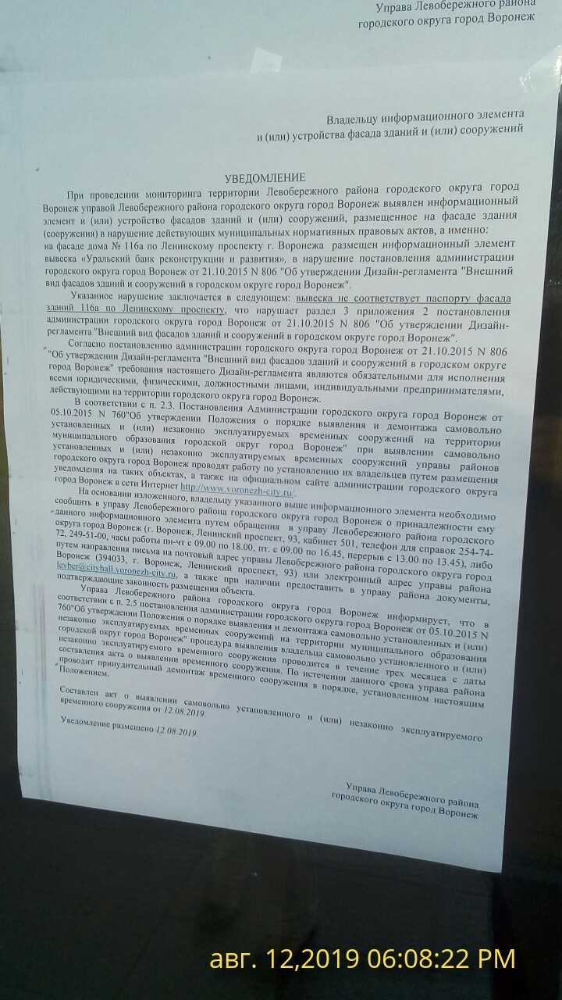 Управа Левобережного района
городского округа город Воронеж
Владельцу информационного элемента
и (или) устройства фасада зданий и (или) сооружений
УВЕДОМЛЕНИЕ
При проведении мониторинга территории Левобережного района городского округа город
Воронеж управой Левобережного района городского округа город Воронеж выявлен информационный
элемент и (или) устройство фасадов зданий и (или) сооружений, размещенное на фасаде здания
(сооружения) в нарушение действующих муниципальных нормативных правовых актов, а именно:
на фасаде дома № 116а по Ленинскому проспекту г. Воронежа размещен информационный элемент
вывеска «Уральский банк реконструкции и развития», в нарушение постановления администрации
городского округа город Воронеж от 21.10.2015 N 806 "Об утверждении Дизайн-регламента "Внешний
вид фасадов зданий и сооружений в городском округе город Воронеж".
Указанное нарушение заключается в следующем: вывеска не соответствует паспорту фасада
зданий 116а по Ленинскому проспекту, что нарушает раздел 3 приложения 2 постановления
администрации городского округа город Воронеж от 21.10.2015 N 806 "Об утверждении Дизайн-
регламента "Внешний вид фасадов зданий и сооружений в городском округе город Воронеж".
Согласно постановлению администрации городского округа город Воронеж от 21.10.2015 N 806
"Об утверждении Дизайн-регламента "Внешний вид фасадов зданий и сооружений в городском округе
город Воронеж" требования настоящего Дизайн-регламента являются обязательными для исполнения
всеми юридическими, физическими, должностными лицами, индивидуальными предпринимателями,
действующими на территории городского округа город Воронеж.
В соответствии с п. 2.3. Постановления Администрации городского округа город Воронеж от
05.10.2015 N 760"Об утверждении Положения о порядке выявления и демонтажа самовольно
установленных и (или) незаконно эксплуатируемых временных сооружений на территории
муниципального образования городской округ город Воронеж" при выявлении самовольно
установленных и (или) незаконно эксплуатируемых временных сооружений управы районов
городского округа город Воронеж проводят работу по установлению их владельцев путем размещения
уведомления на таких объектах, а также на официальном сайте администрации городского округа
город Воронеж в сети Интернет http://www.voronezh-city.ru/.
На основании изложенного, владельцу указанного выше информационного элемента необходимо
сообщить в управу Левобережного района городского округа город Воронеж о принадлежности ему
данного информационного элемента путем обращения в управу Левобережного района городского
округа город Воронеж (г. Воронеж, Ленинский проспект, 93, кабинет 501, телефон для справок 254-74-
72, 249-51-00, часы работы пн-чт с 09.00 по 18.00, пт. с 09.00 по 16.45, перерыв с 13.00 по 13.45), либо
путем направления письма на почтовый адрес управы Левобережного района городского округа город
Воронеж (394033, г. Воронеж, Ленинский проспект, 93) или электронный адрес управы района
levber@cityhall.voronezh-city.ru, а также при наличии предоставить в управу района документы,
подтверждающие законность размещения объекта.
Управа Левобережного района городского округа город Воронеж информирует, что в
соответствии с п. 2.5 постановления администрации городского округа город Воронеж от 05.10.2015 N
760"Об утверждении Положения о порядке выявления и демонтажа самовольно установленных и (или)
незаконно эксплуатируемых временных сооружений на территории муниципального образования
городской округ город Воронеж" процедура выявления владельца самовольно установленного и (или)
незаконно эксплуатируемого временного сооружения проводится в течение трех месяцев с даты
составления акта о выявлении временного сооружения. По истечении данного срока управа района
проводит принудительный демонтаж временного сооружения в порядке, установленном настоящим
Положением.
Составлен акт о выявлении самовольно установленного и (или) незаконно эксплуатируемого
временного сооружения от 12.08.2019.
Уведомление размещено 12.08.2019.
Управа Левобережного района
городского округа город Воронеж
авг. 12,2019 06:08:22 PM